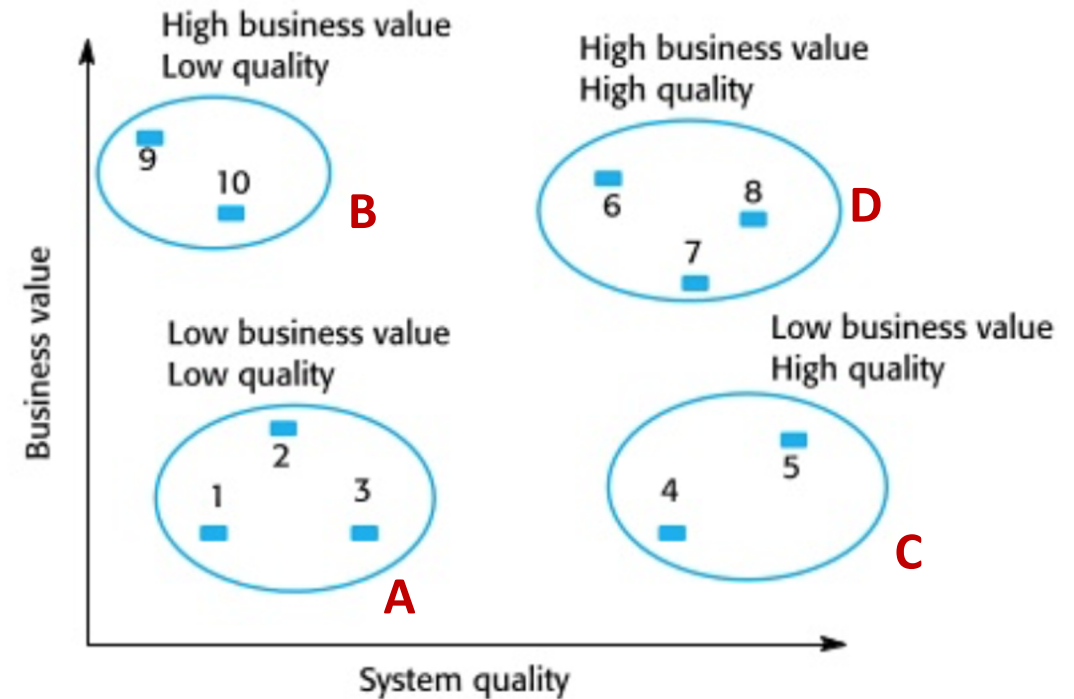 High business value
Low quality
High business value
High quality
9
10
B
6
8
7
D
Business value
Low business value
Low quality
2
1
3
A
Low business value
High quality
5
4
C
System quality